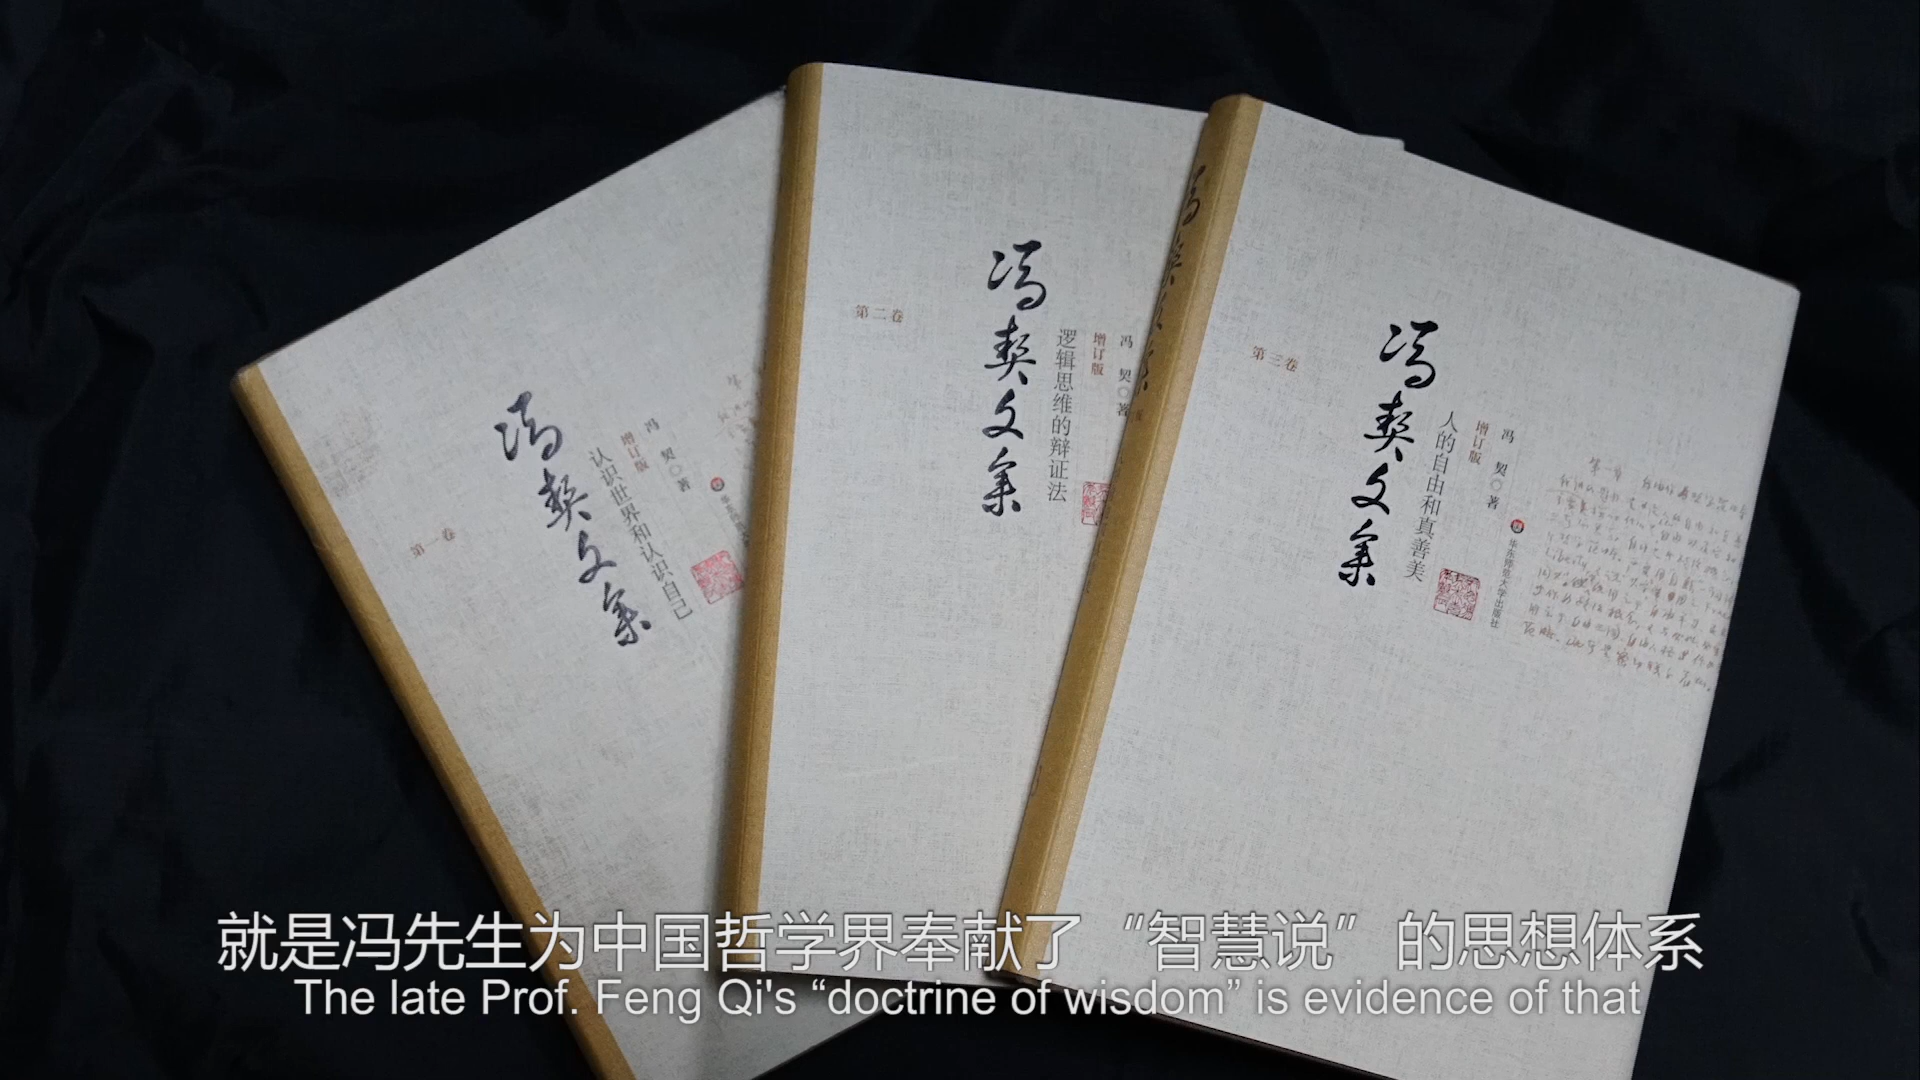 冯契文集
第一卷
认识世界和认识自己
增订版
冯 契◎著
冯契文集
第二卷
逻辑思维的辩证法
增订版
冯 契◎著
冯契文集
第三卷
人的自由和真善美
增订版
冯 契◎著
华东师范大学出版社
就是冯先生为中国哲学界奉献了“智慧说”的思想体系
The late Prof. Feng Qi's “doctrine of wisdom” is evidence of that